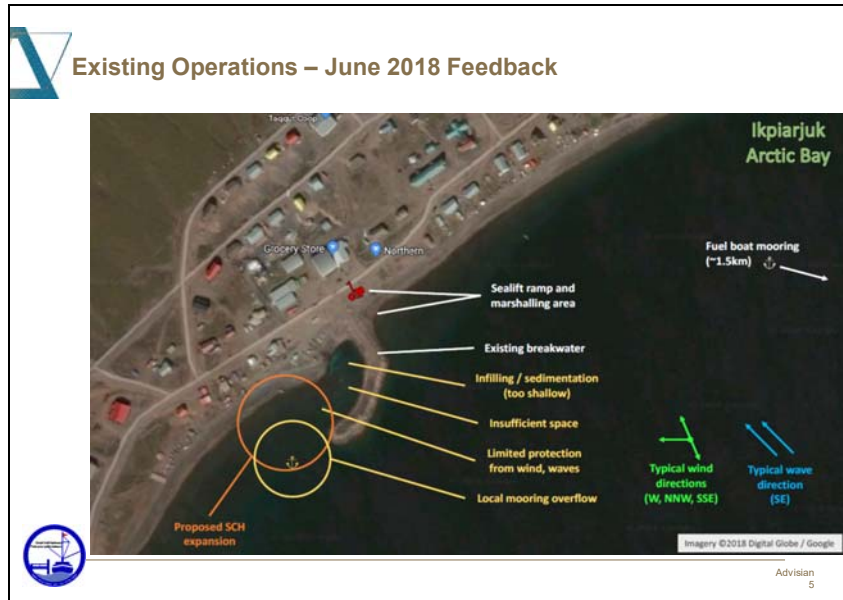 Existing Operations – June 2018 Feedback
Taqqut Coop
Ikpiarjuk
Arctic Bay
Grocery Store
Northern
Fuel boat mooring
(~1.5km)
Sealift ramp and
marshalling area
Existing breakwater
Infilling / sedimentation
(too shallow)
Insufficient space
Limited protection
from wind, waves
Local mooring overflow
Proposed SCH
expansion
Typical wind
directions
(W, NNW, SSE)
Typical wave
direction
(SE)
Imagery ©2018 Digital Globe / Google
Advisian
5